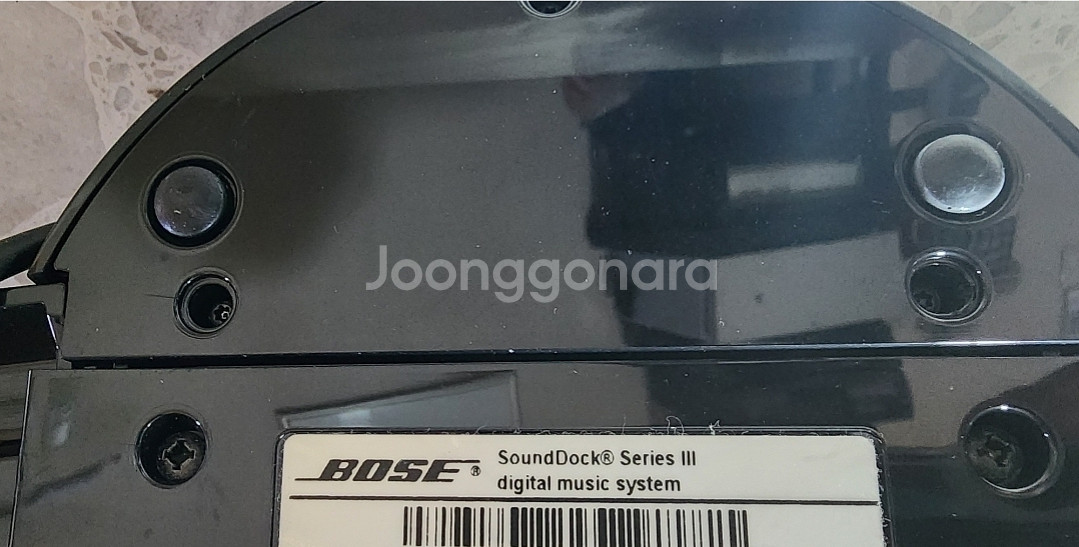 Joonggonara
BOSE® SoundDock® Series III
digital music system